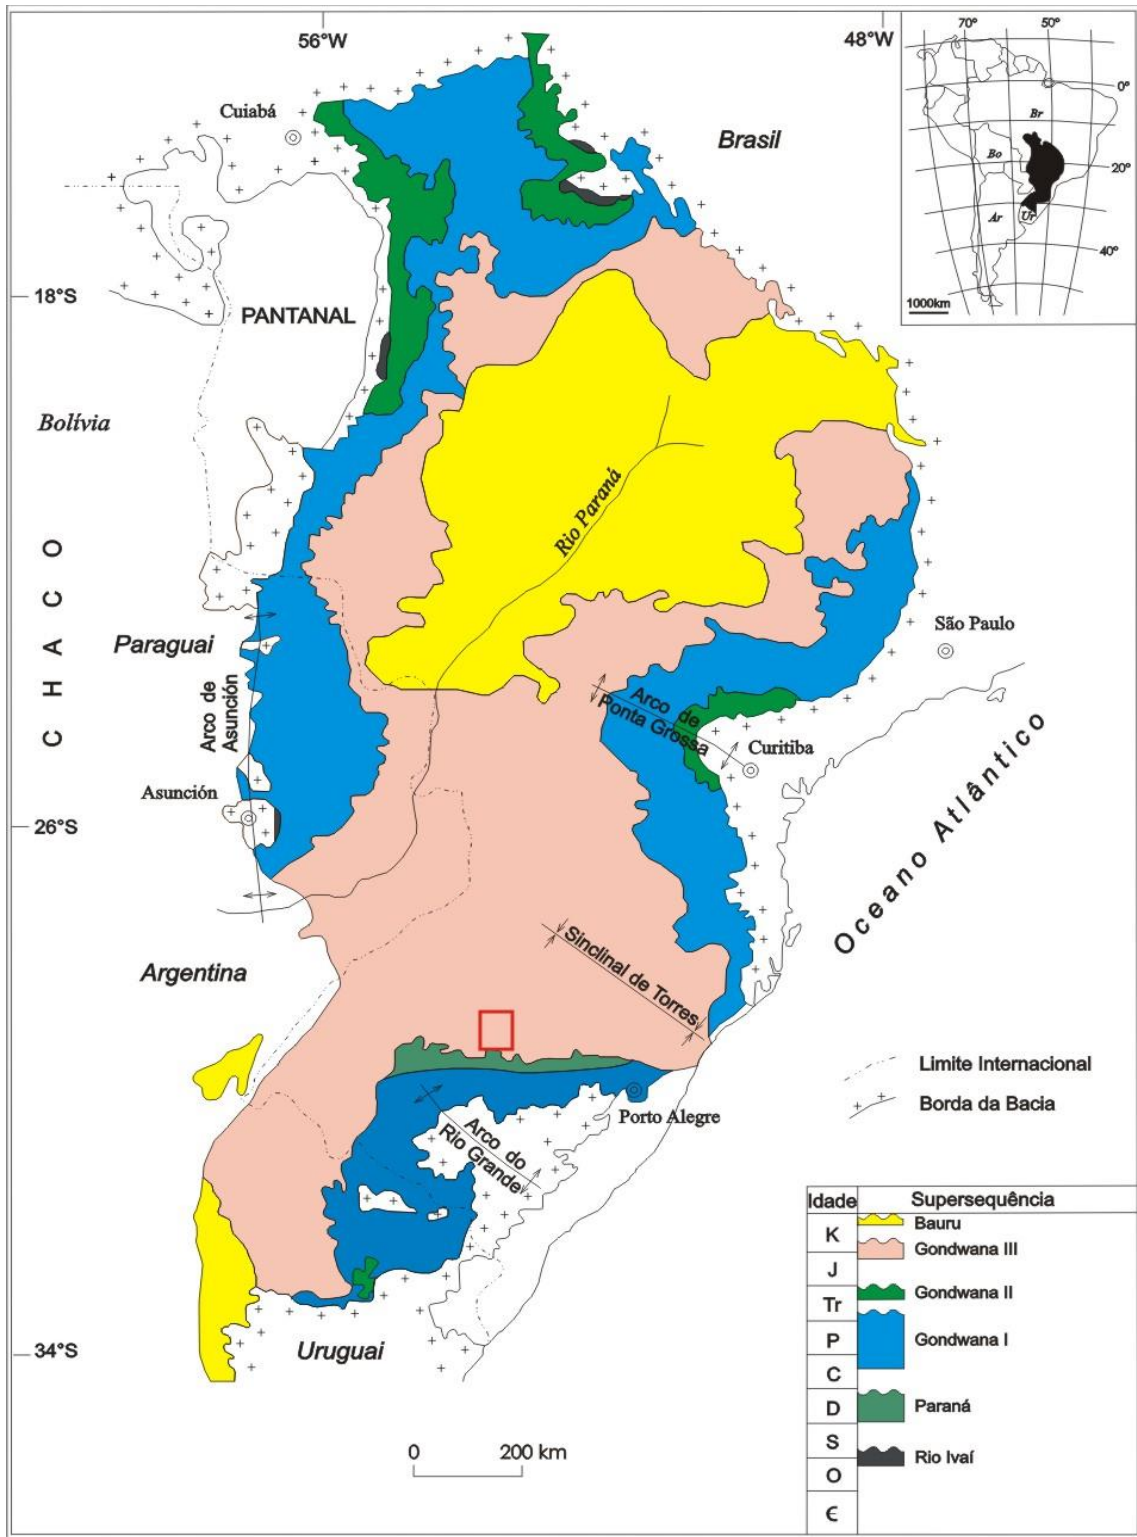 56°W
48°W
70°
50°
Cuiabá
Brasil
0°
Br
Bo
20°
Ar
Ur
40°
1000km
18°S
PANTANAL
Bolívia
Rio Paraná
CHACO
Paraguai
São Paulo
Arco de
Asunción
Arco de
Ponta Grossa
Curitiba
Asunción
26°S
Oceano Atlântico
Sinclinal de Torres
Argentina
Limite Internacional
Borda da Bacia
Porto Alegre
Arco do
Rio Grande
Idade
Supersequência
K
Bauru
Gondwana III
J
Gondwana II
Tr
P
Gondwana I
C
D
Paraná
S
Rio Ivaí
O
Є
34°S
Uruguai
0
200 km